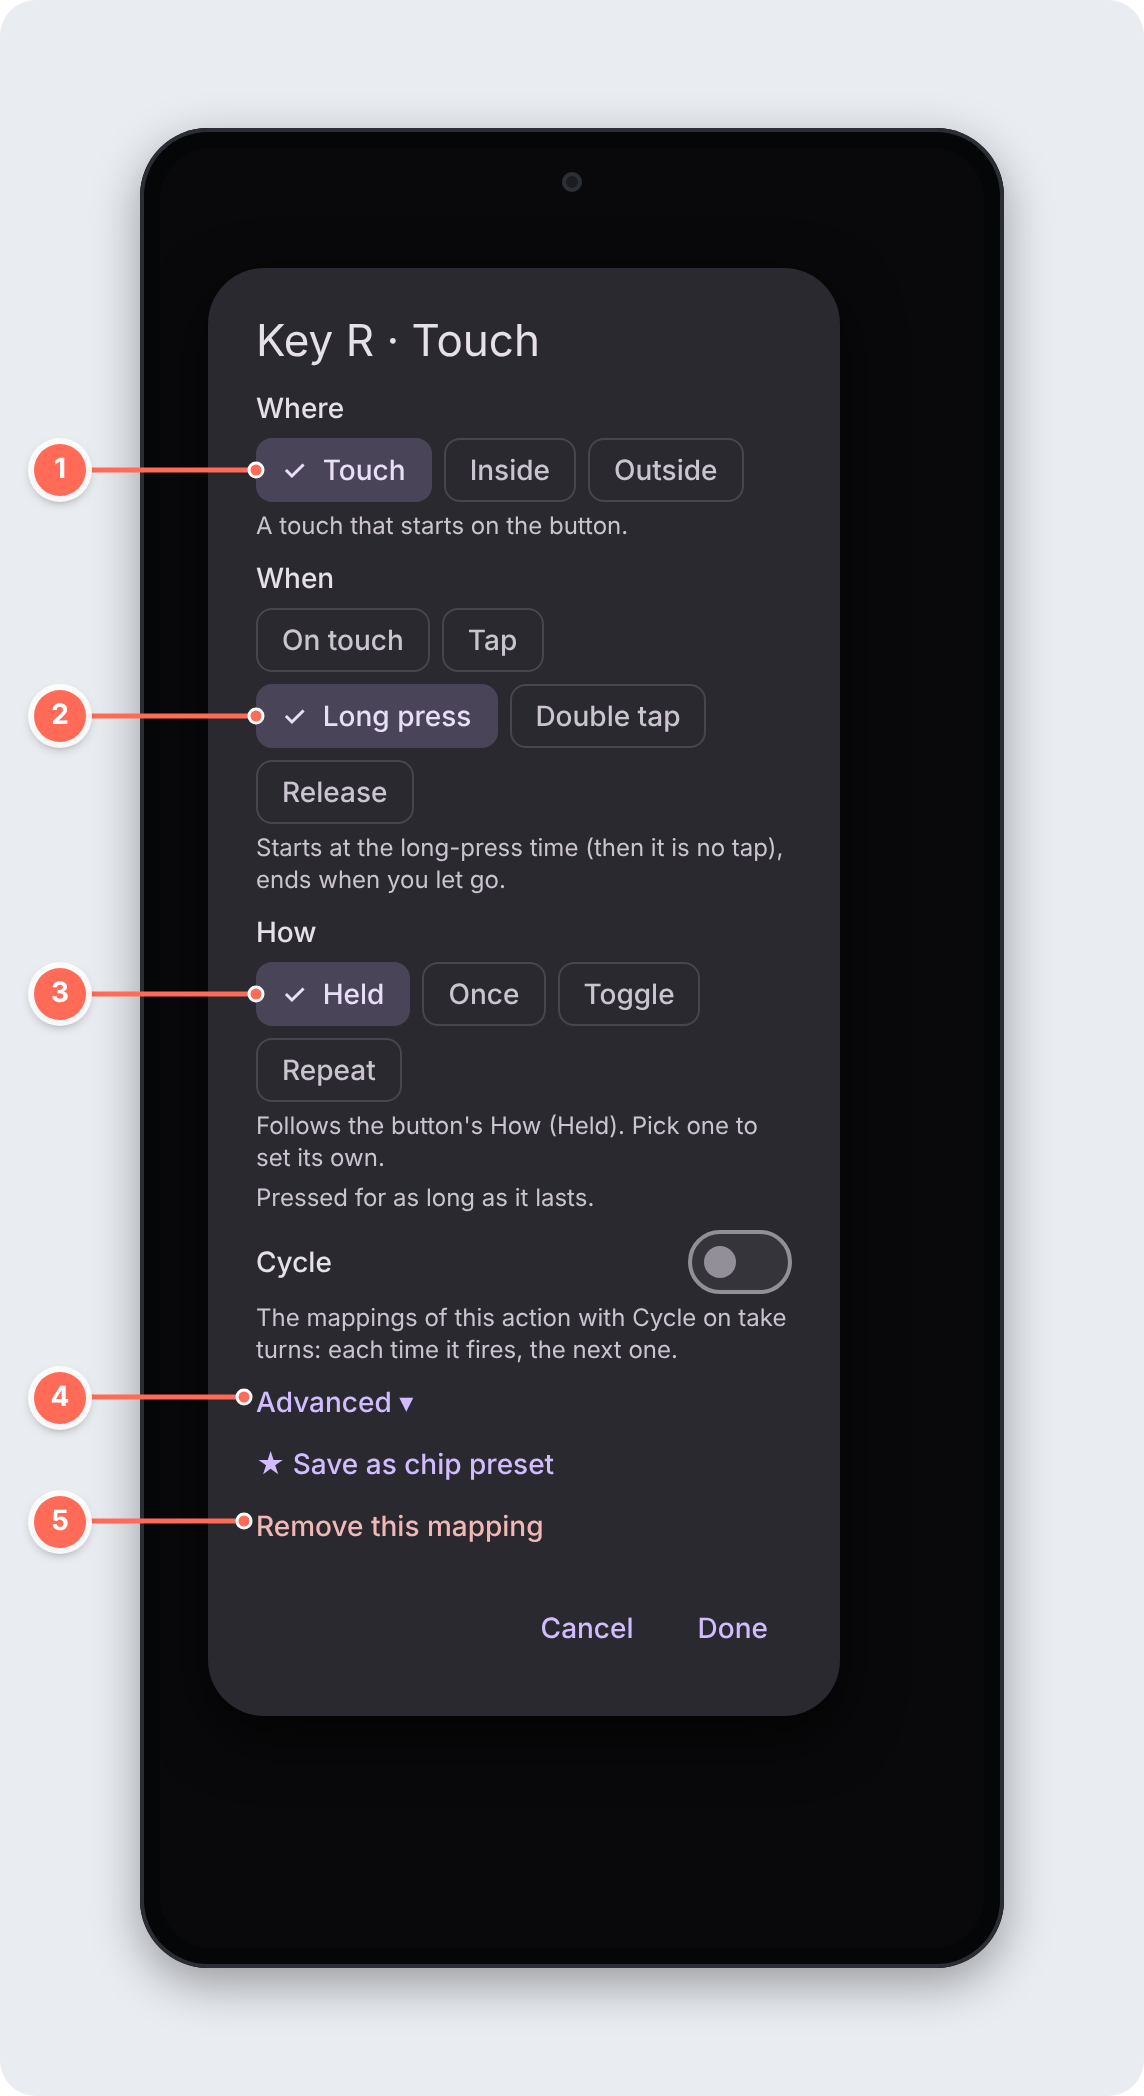 Key R · Touch
Where
1
✓ Touch Inside Outside
A touch that starts on the button.
When
On touch Tap
2
✓ Long press Double tap
Release
Starts at the long-press time (then it is no tap),
ends when you let go.
How
3
✓ Held Once Toggle
Repeat
Follows the button's How (Held). Pick one to
set its own.
Pressed for as long as it lasts.
Cycle
The mappings of this action with Cycle on take
turns: each time it fires, the next one.
4
Advanced ▾
★ Save as chip preset
5
Remove this mapping
Cancel Done